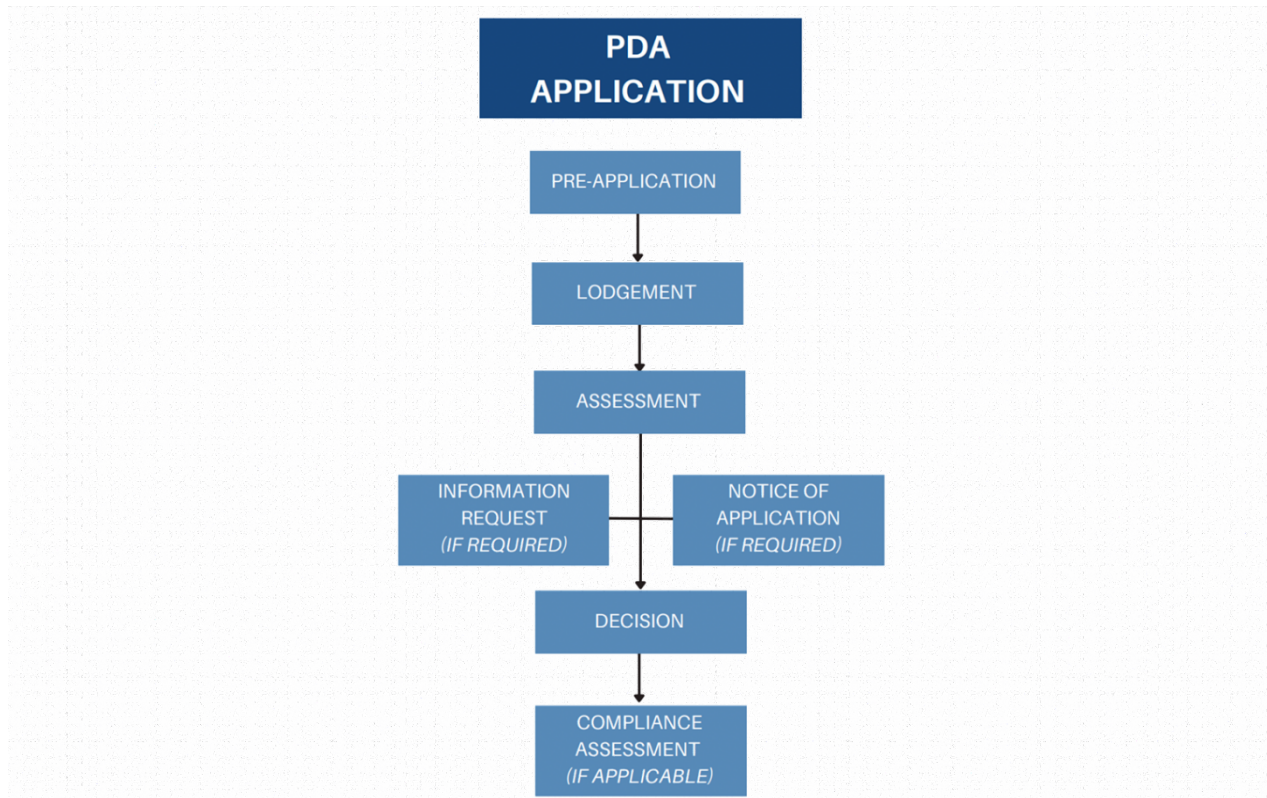 PDA
APPLICATION
PRE-APPLICATION
LODGEMENT
ASSESSMENT
INFORMATION
REQUEST
(IF REQUIRED)
NOTICE OF
APPLICATION
(IF REQUIRED)
DECISION
COMPLIANCE
ASSESSMENT
(IF APPLICABLE)